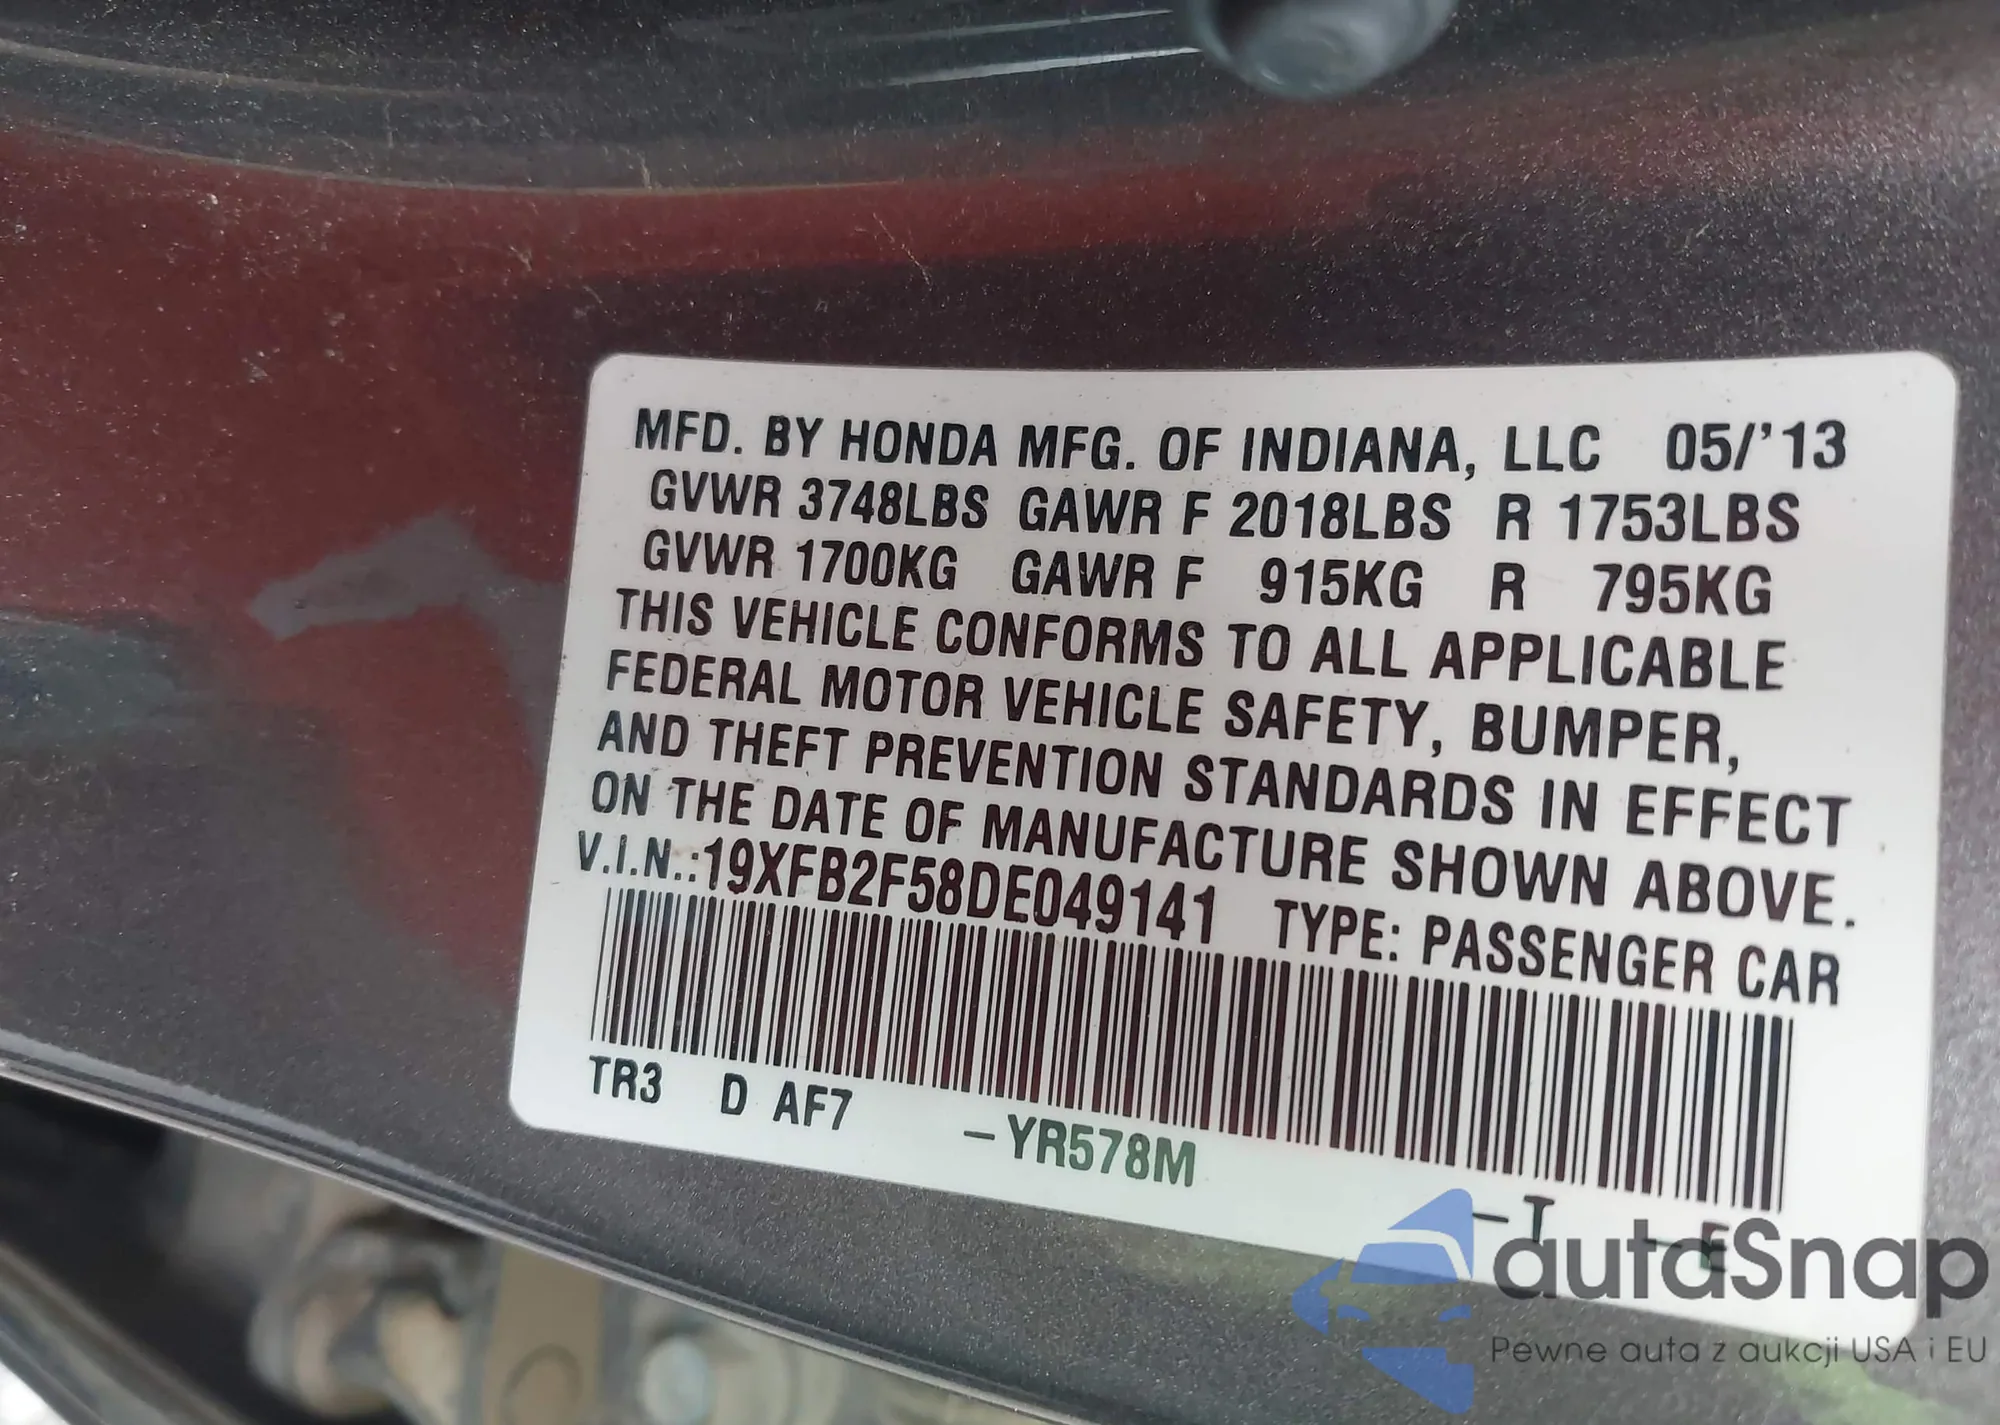 MFD. BY HONDA MFG. OF INDIANA, LLC 05/'13
GVWR 3748LBS GAWR F 2018LBS R 1753LBS
GVWR 1700KG GAWR F 915KG R 795KG
THIS VEHICLE CONFORMS TO ALL APPLICABLE
FEDERAL MOTOR VEHICLE SAFETY, BUMPER,
AND THEFT PREVENTION STANDARDS IN EFFECT
ON THE DATE OF MANUFACTURE SHOWN ABOVE.
V.I.N.:19XFB2F58DE049141 TYPE: PASSENGER CAR
TR3 D AF7 -YR578M -T -E
autaSnap
Pewne auta z aukcji USA i EU